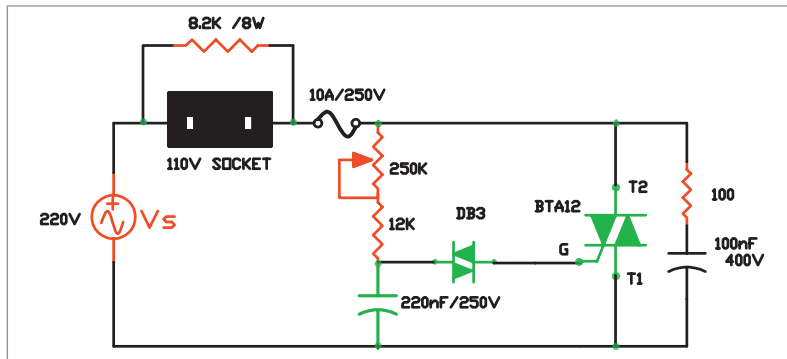 8.2K /8W
10A/250V
110V SOCKET
250K
220V
+
Vs
12K
DB3
BTA12
T2
100
G
100nF
400V
T1
220nF/250V